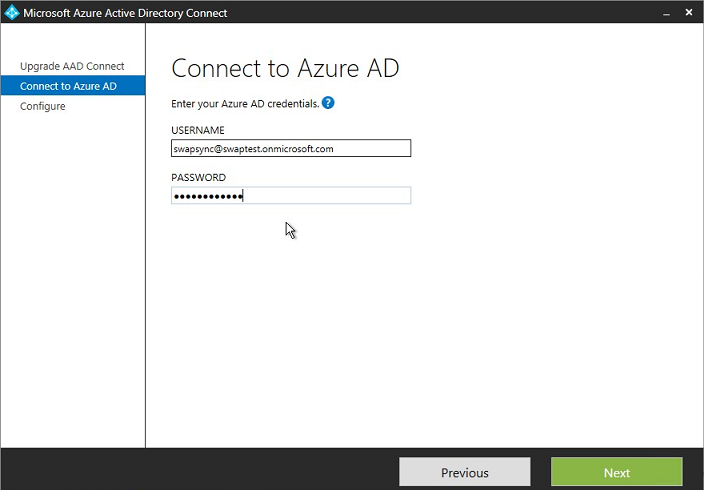 Microsoft Azure Active Directory Connect
Upgrade AAD Connect
Connect to Azure AD
Configure
Connect to Azure AD
Enter your Azure AD credentials. ?
USERNAME
swapsync@swaptest.onmicrosoft.com
PASSWORD
●●●●●●●●●●●●
Previous
Next